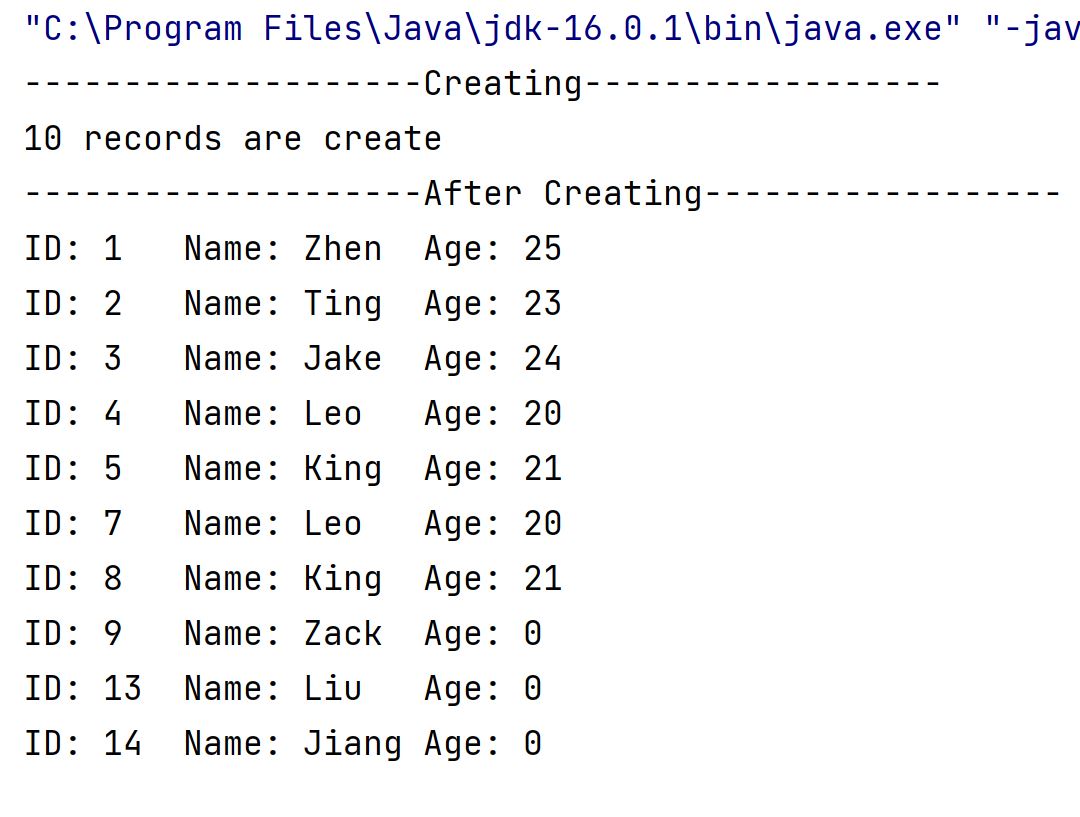 "C:\Program Files\Java\jdk-16.0.1\bin\java.exe" "-jav
--------------------Creating------------------
10 records are create
--------------------After Creating------------------
ID: 1   Name: Zhen  Age: 25
ID: 2   Name: Ting  Age: 23
ID: 3   Name: Jake  Age: 24
ID: 4   Name: Leo   Age: 20
ID: 5   Name: King  Age: 21
ID: 7   Name: Leo   Age: 20
ID: 8   Name: King  Age: 21
ID: 9   Name: Zack  Age: 0
ID: 13  Name: Liu   Age: 0
ID: 14  Name: Jiang Age: 0